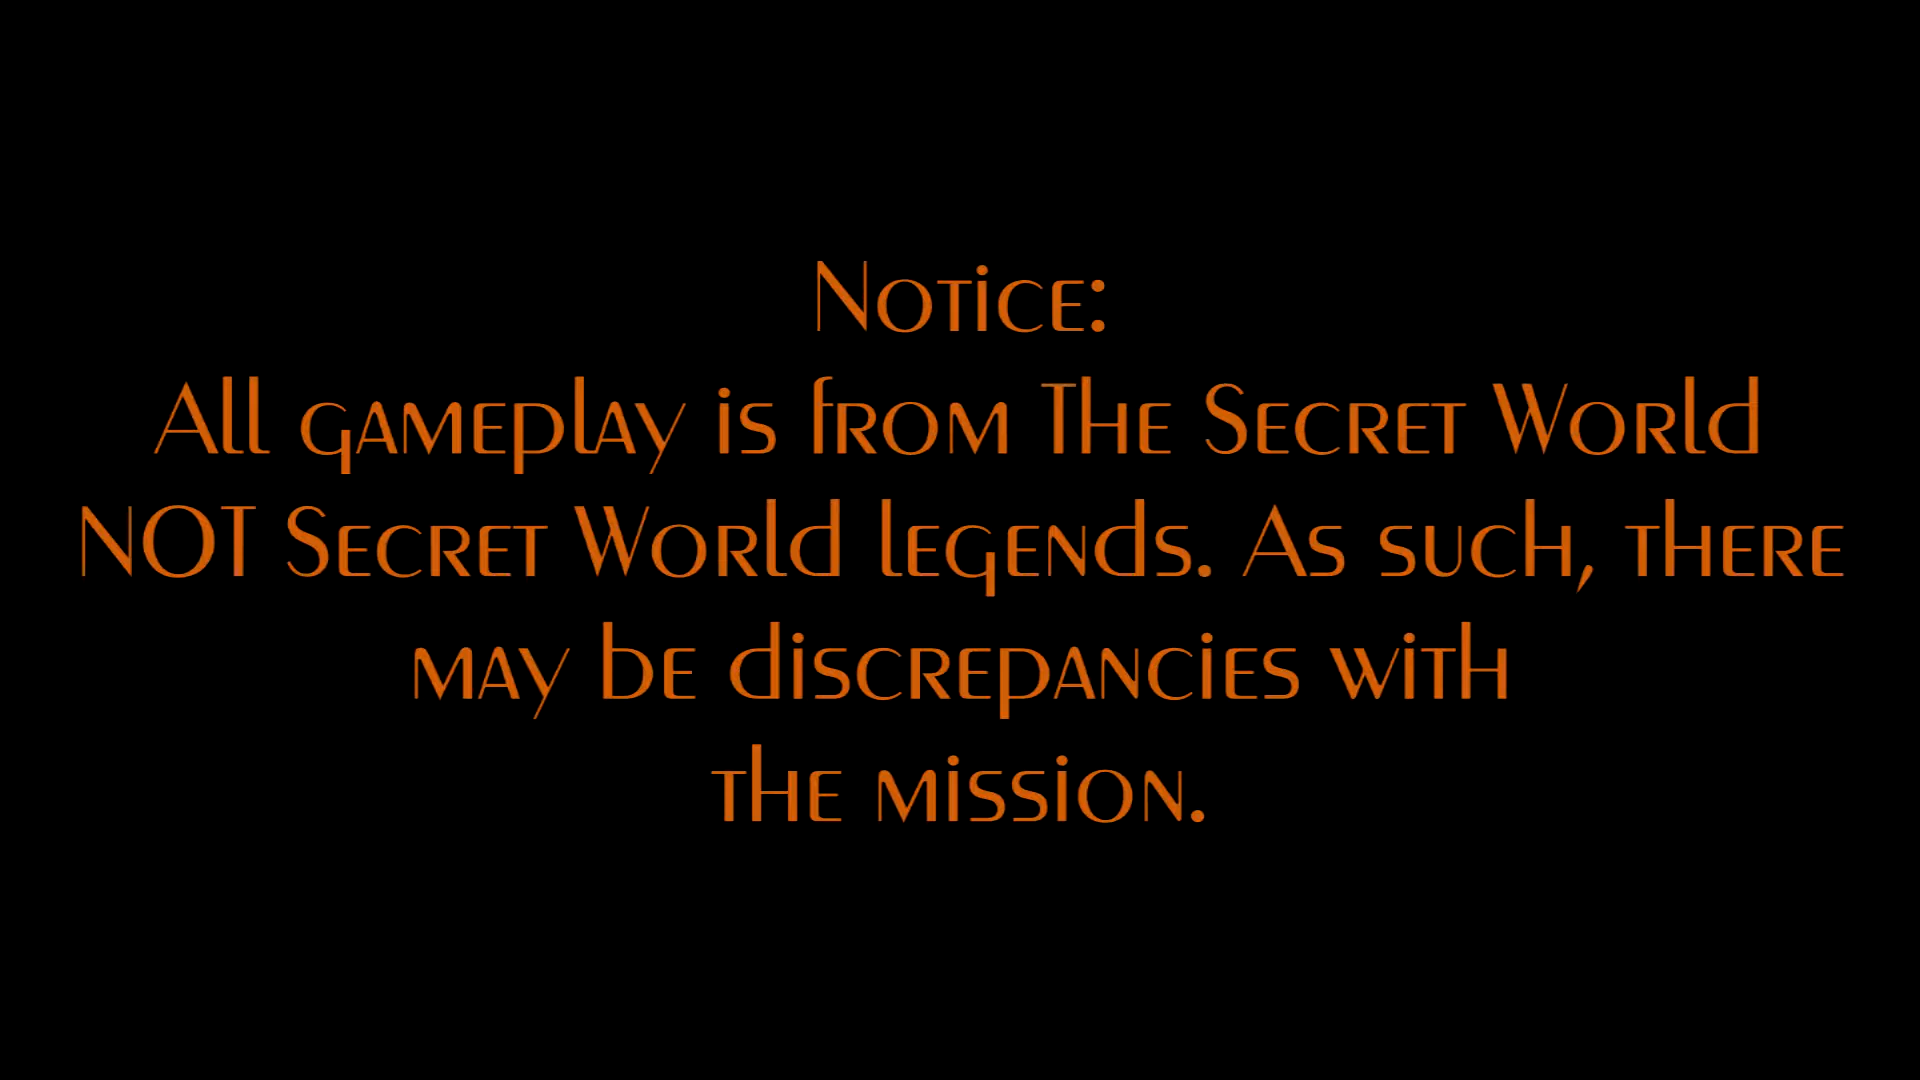 Notice:
All gameplay is from The Secret World
NOT Secret World legends. As such, there
may be discrepancies with
the mission.